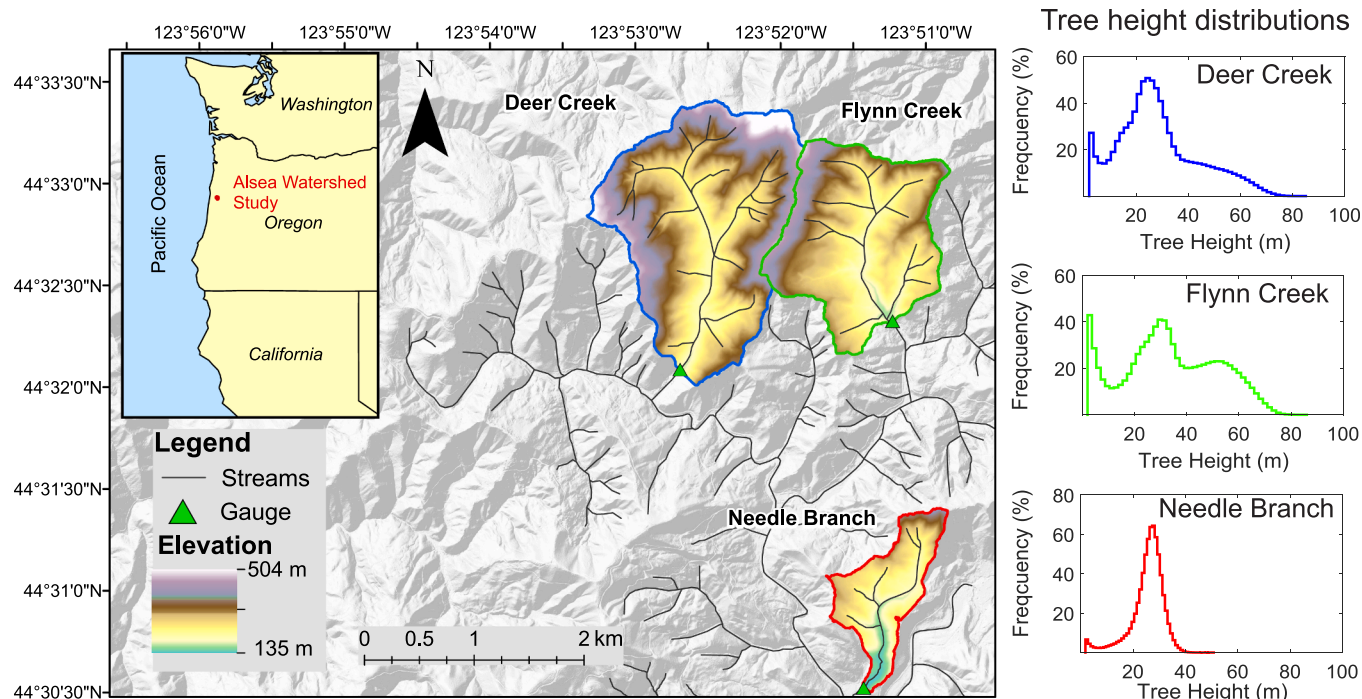 123°56'0"W 123°55'0"W 123°54'0"W 123°53'0"W 123°52'0"W 123°51'0"W
44°33'30"N
44°33'0"N
44°32'30"N
44°32'0"N
44°31'30"N
44°31'0"N
44°30'30"N
Washington
Pacific Ocean
Alsea Watershed
Study
Oregon
California
N
Deer Creek
Flynn Creek
Needle Branch
Legend
Streams
Gauge
Elevation
504 m
135 m
0 0.5 1 2 km
Tree height distributions
Deer Creek
Freqcuency (%)
60
40
20
20 40 60 80 100
Tree Height (m)
Flynn Creek
Freqcuency (%)
60
40
20
20 40 60 80 100
Tree Height (m)
Needle Branch
Freqcuency (%)
80
60
40
20
20 40 60 80 100
Tree Height (m)